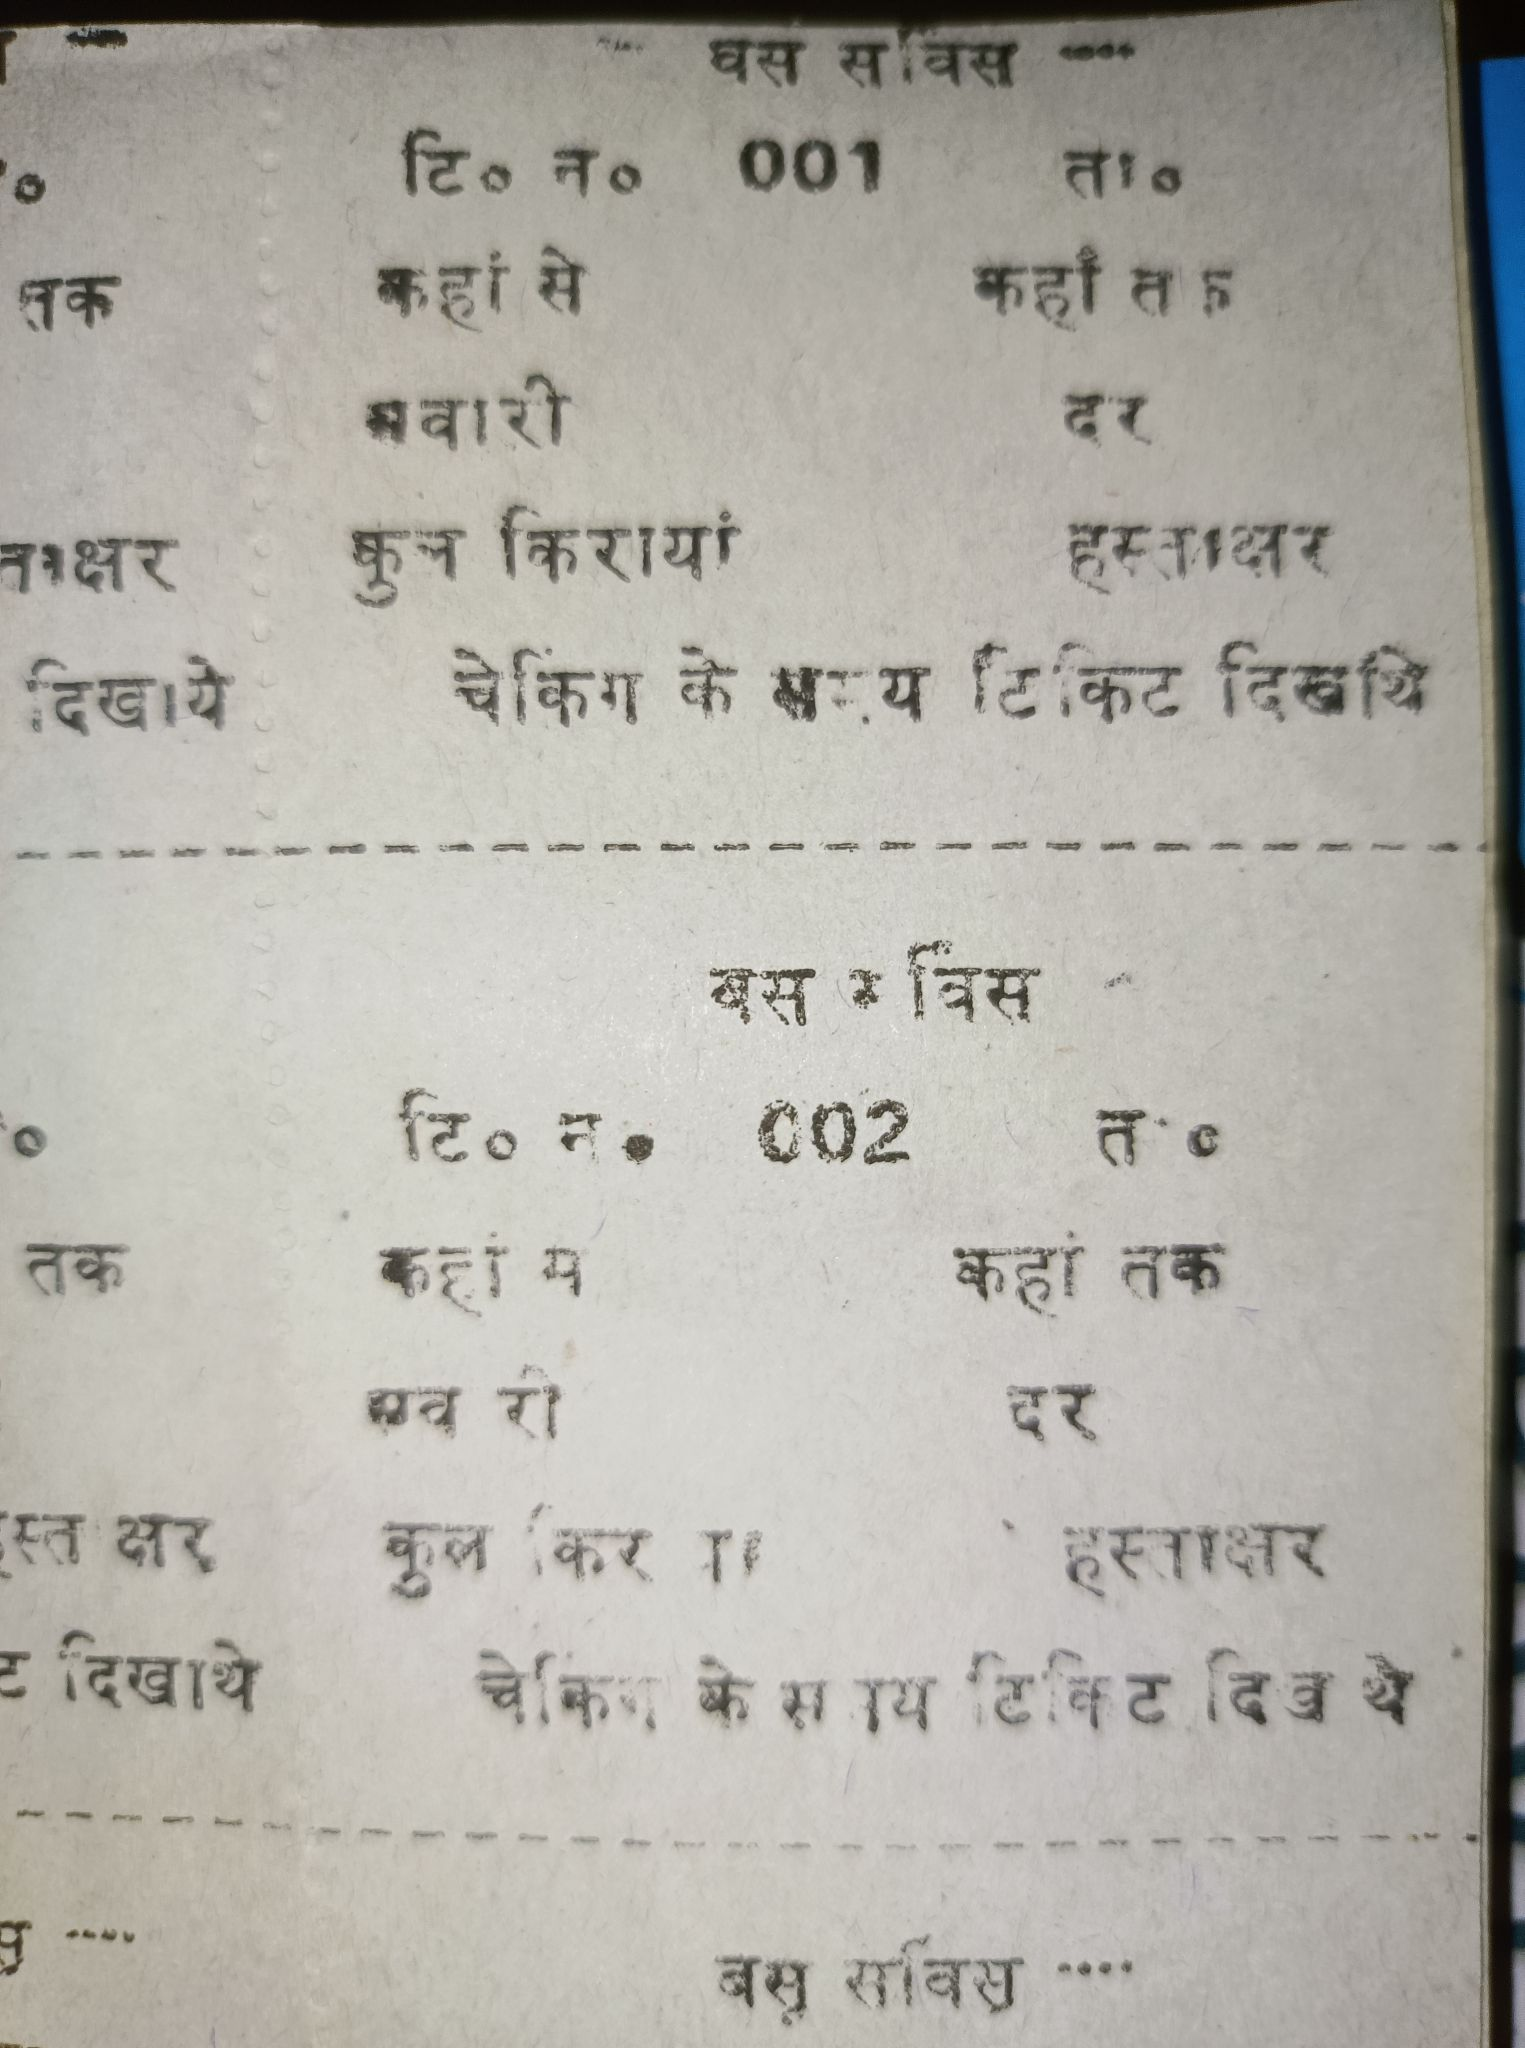 बस सर्विस ....
टि० न० 001 ता०
तक कहां से कहाँ तक
सवारी दर
ताक्षर कुल किरायां हस्ताक्षर
दिखाये चेकिंग के समय टिकिट दिखाये
बस सर्विस
टि० न० 002 ता०
तक कहां से कहां तक
सवारी दर
हस्ताक्षर कुल किराया हस्ताक्षर
ट दिखाये चेकिंग के समय टिकिट दिखाये
स .... बस सर्विस ....